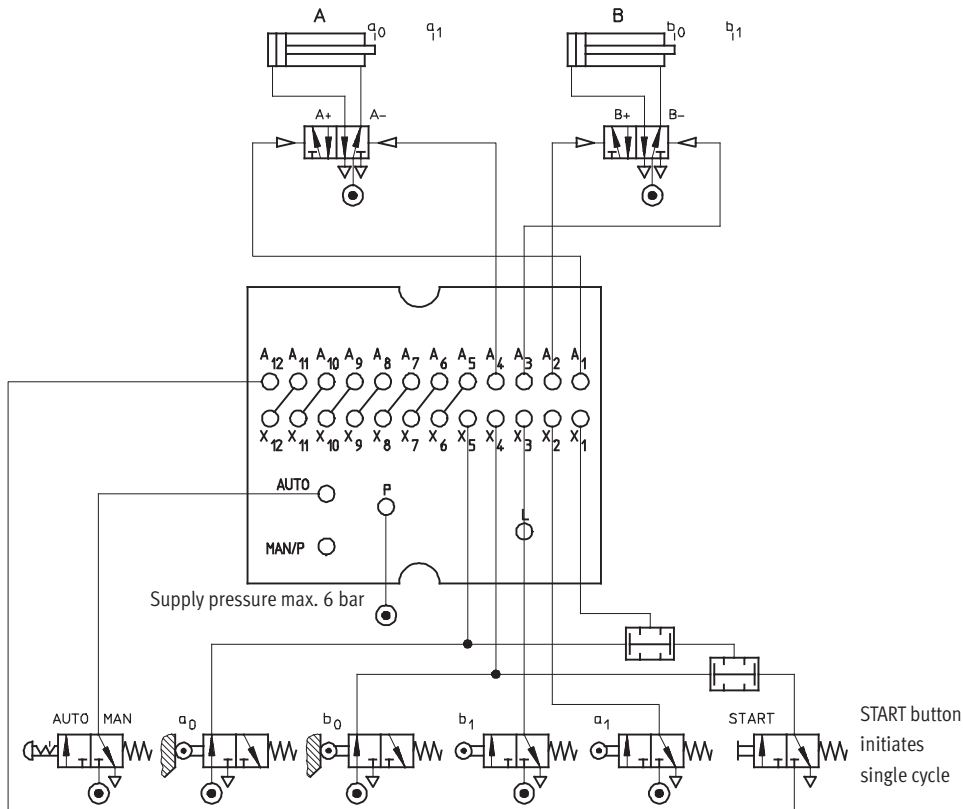 A a0 a1 B b0 b1
A+ A- B+ B-
A12 A11 A10 A9 A8 A7 A6 A5 A4 A3 A2 A1
X12 X11 X10 X9 X8 X7 X6 X5 X4 X3 X2 X1
AUTO P L
MAN/P
Supply pressure max. 6 bar
AUTO MAN a0 b0 b1 a1 START
START button
initiates
single cycle